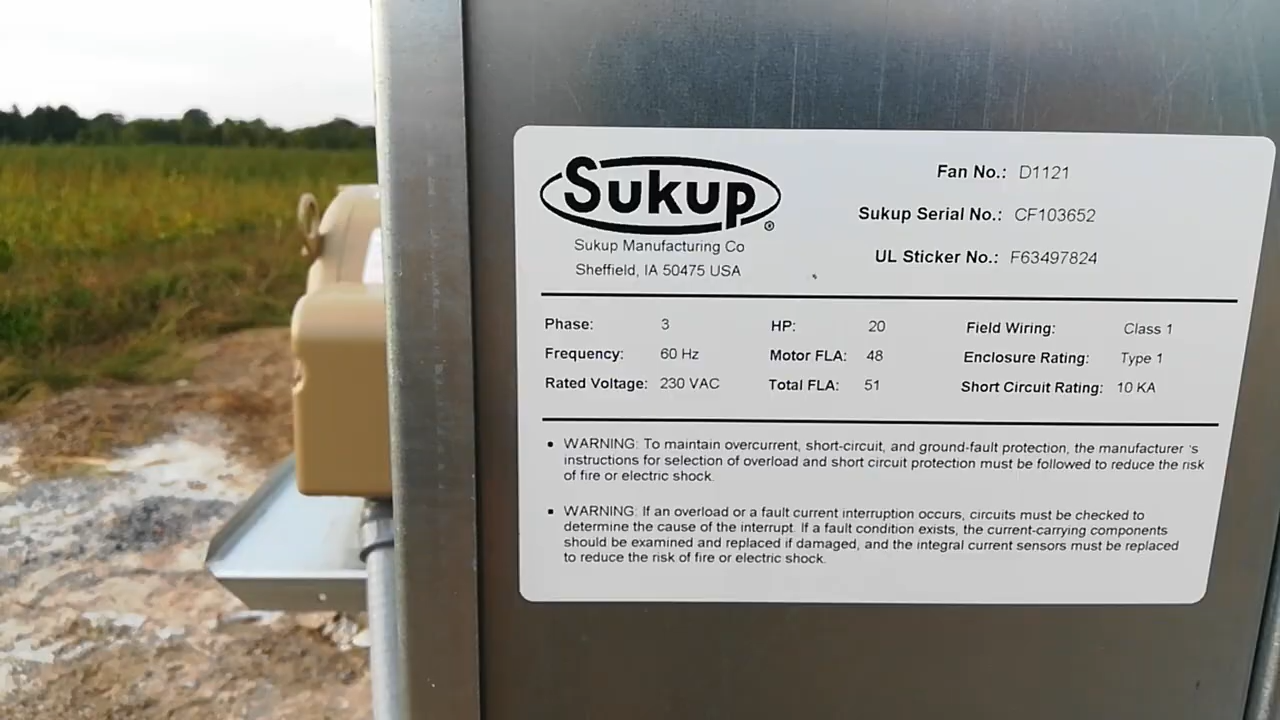 Sukup®
Sukup Manufacturing Co
Sheffield, IA 50475 USA
Fan No.: D1121
Sukup Serial No.: CF103652
UL Sticker No.: F63497824
Phase: 3 HP: 20 Field Wiring: Class 1
Frequency: 60 Hz Motor FLA: 48 Enclosure Rating: Type 1
Rated Voltage: 230 VAC Total FLA: 51 Short Circuit Rating: 10 KA
• WARNING: To maintain overcurrent, short-circuit, and ground-fault protection, the manufacturer 's
instructions for selection of overload and short circuit protection must be followed to reduce the risk
of fire or electric shock.
• WARNING: If an overload or a fault current interruption occurs, circuits must be checked to
determine the cause of the interrupt. If a fault condition exists, the current-carrying components
should be examined and replaced if damaged, and the integral current sensors must be replaced
to reduce the risk of fire or electric shock.